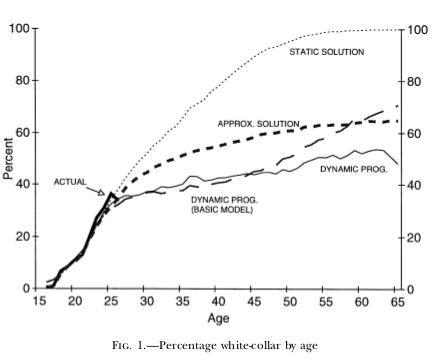 100
100
STATIC SOLUTION
80
80
APPROX. SOLUTION
60
60
Percent
ACTUAL
DYNAMIC PROG.
40
40
DYNAMIC PROG.
(BASIC MODEL)
20
20
0
0
15 20 25 30 35 40 45 50 55 60 65
Age
FIG. 1.—Percentage white-collar by age